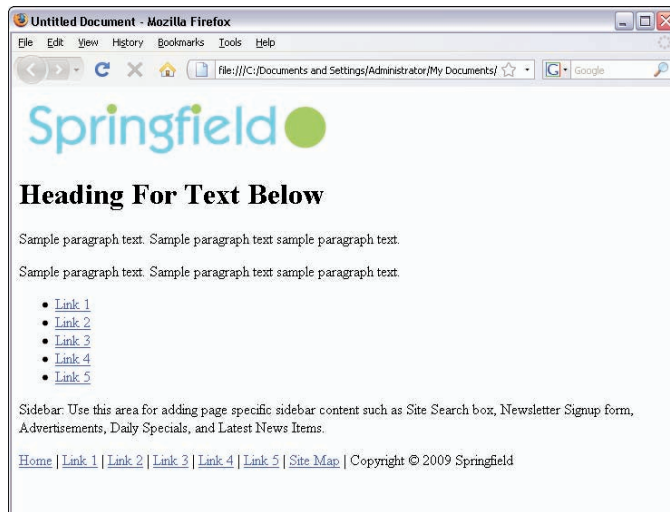 Untitled Document - Mozilla Firefox
File Edit View History Bookmarks Tools Help
file:///C:/Documents and Settings/Administrator/My Documents/ G Google
Springfield
Heading For Text Below
Sample paragraph text. Sample paragraph text sample paragraph text.
Sample paragraph text. Sample paragraph text sample paragraph text.
• Link 1
• Link 2
• Link 3
• Link 4
• Link 5
Sidebar: Use this area for adding page specific sidebar content such as Site Search box, Newsletter Signup form,
Advertisements, Daily Specials, and Latest News Items.
Home | Link 1 | Link 2 | Link 3 | Link 4 | Link 5 | Site Map | Copyright © 2009 Springfield